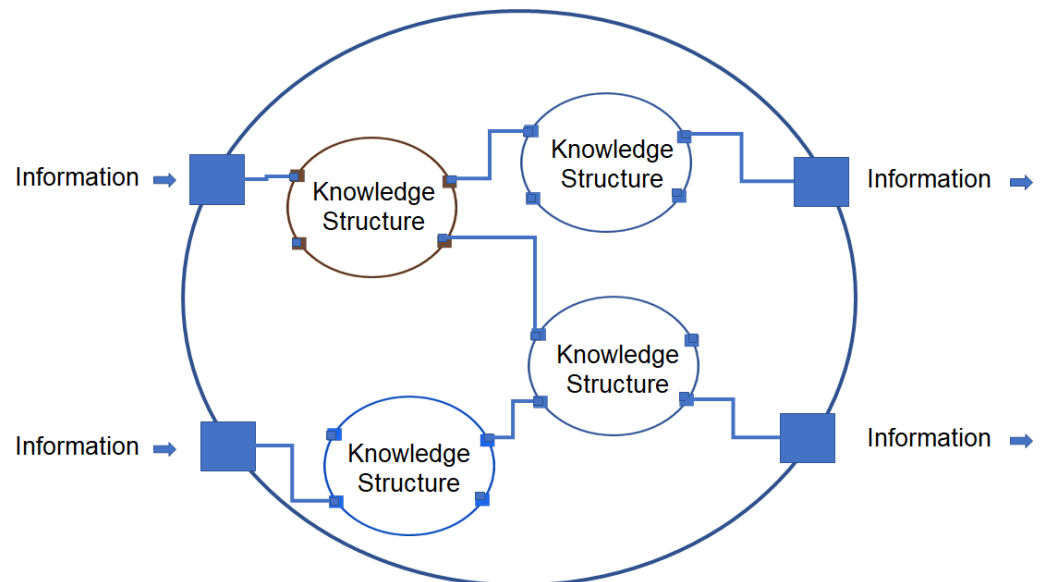 Information
Knowledge
Structure
Knowledge
Structure
Information
Information
Knowledge
Structure
Knowledge
Structure
Information